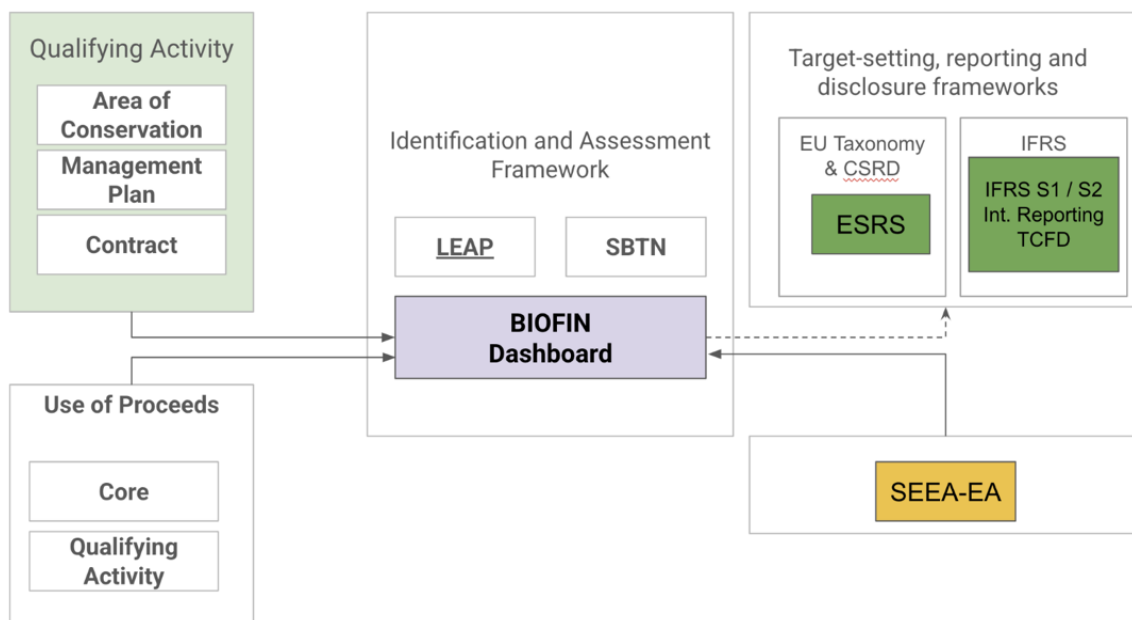 Qualifying Activity
Area of
Conservation
Management
Plan
Contract
Use of Proceeds
Core
Qualifying
Activity
Identification and Assessment
Framework
LEAP
SBTN
BIOFIN
Dashboard
Target-setting, reporting and
disclosure frameworks
EU Taxonomy
& CSRD
ESRS
IFRS
IFRS S1 / S2
Int. Reporting
TCFD
SEEA-EA